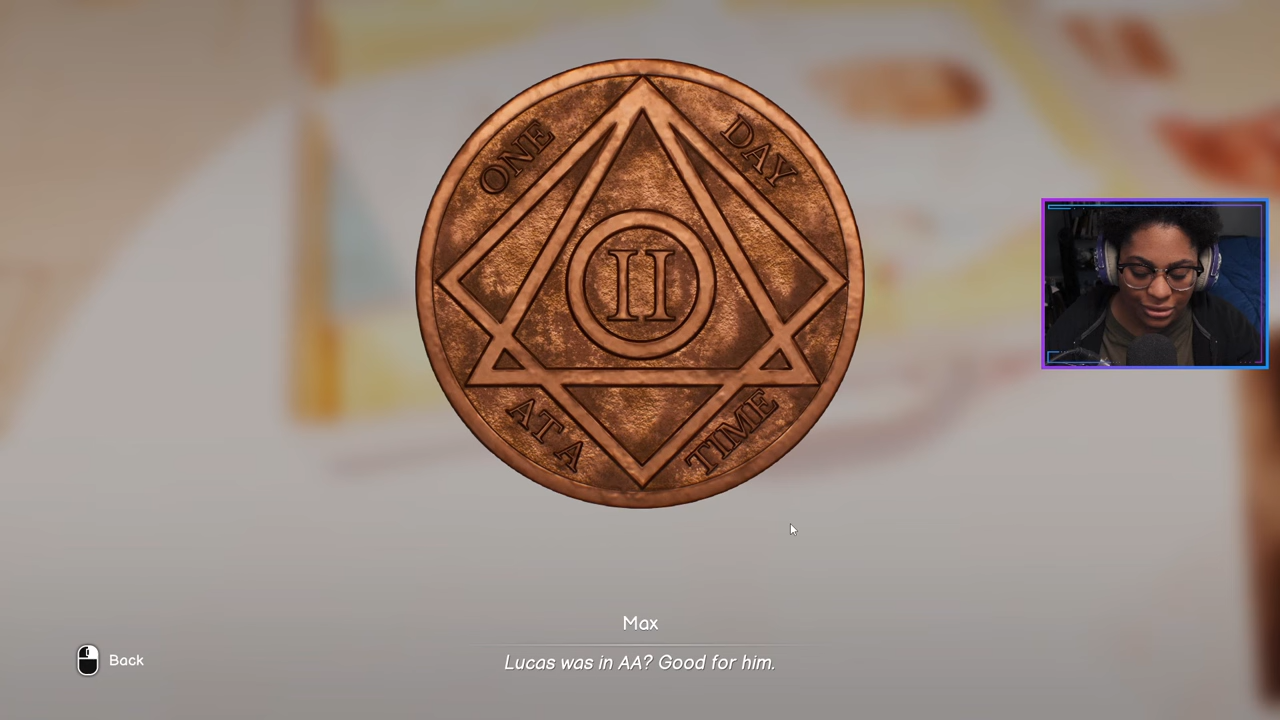 ONE DAY
II
AT A TIME
Max
Lucas was in AA? Good for him.
Back